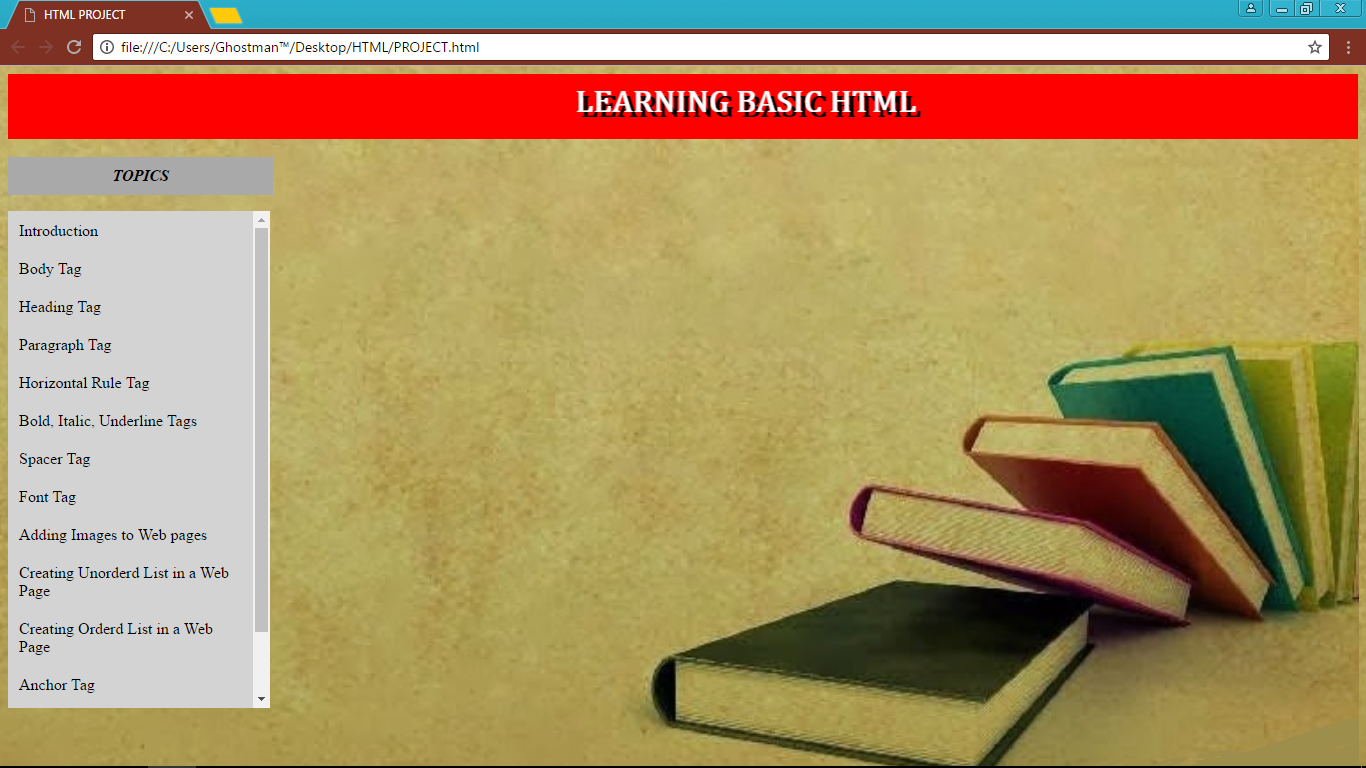 HTML PROJECT
file:///C:/Users/Ghostman™/Desktop/HTML/PROJECT.html
LEARNING BASIC HTML
TOPICS
Introduction
Body Tag
Heading Tag
Paragraph Tag
Horizontal Rule Tag
Bold, Italic, Underline Tags
Spacer Tag
Font Tag
Adding Images to Web pages
Creating Unorderd List in a Web
Page
Creating Orderd List in a Web
Page
Anchor Tag